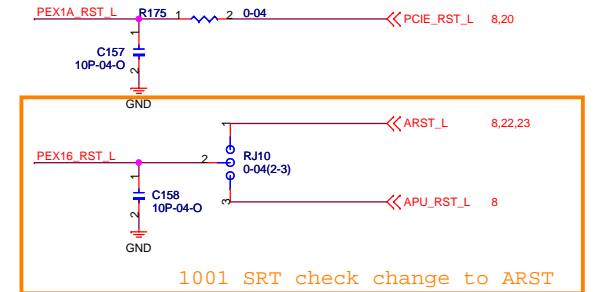 PEX1A_RST_L R175 1 2 0-04 PCIE_RST_L 8,20
1
C157
10P-04-O
2
GND
1 ARST_L 8,22,23
PEX16_RST_L 2 RJ10
0-04(2-3)
1
C158
10P-04-O
2
3 APU_RST_L 8
GND
1001 SRT check change to ARST